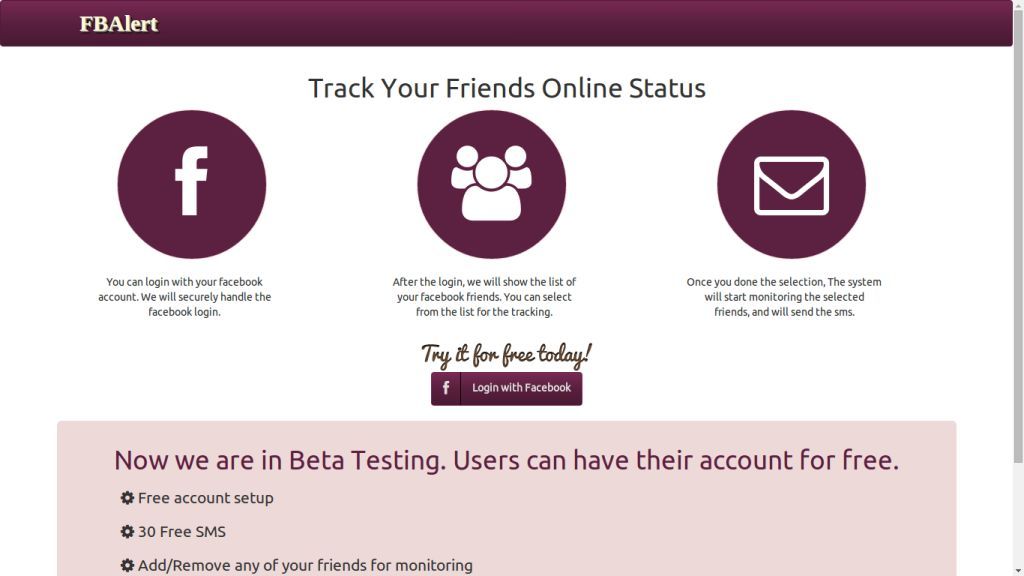 FBAlert
Track Your Friends Online Status
You can login with your facebook
account. We will securely handle the
facebook login.
After the login, we will show the list of
your facebook friends. You can select
from the list for the tracking.
Once you done the selection, The system
will start monitoring the selected
friends, and will send the sms.
Try it for free today!
Login with Facebook
Now we are in Beta Testing. Users can have their account for free.
Free account setup
30 Free SMS
Add/Remove any of your friends for monitoring